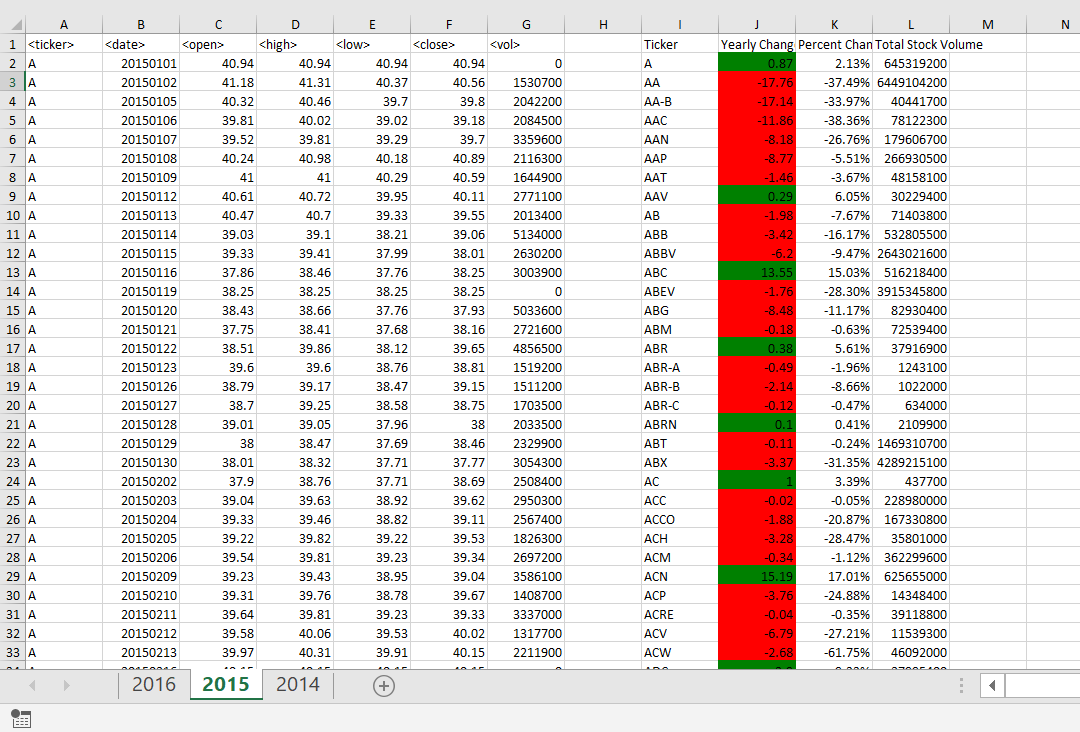 A B C D E F G H I J K L M N
1 <ticker> <date> <open> <high> <low> <close> <vol> Ticker Yearly Chang Percent Chan Total Stock Volume
2 A 20150101 40.94 40.94 40.94 40.94 0 A 0.87 2.13% 645319200
3 A 20150102 41.18 41.31 40.37 40.56 1530700 AA -17.76 -37.49% 6449104200
4 A 20150105 40.32 40.46 39.7 39.8 2042200 AA-B -17.14 -33.97% 40441700
5 A 20150106 39.81 40.02 39.02 39.18 2084500 AAC -11.86 -38.36% 78122300
6 A 20150107 39.52 39.81 39.29 39.7 3359600 AAN -8.18 -26.76% 179606700
7 A 20150108 40.24 40.98 40.18 40.89 2116300 AAP -8.77 -5.51% 266930500
8 A 20150109 41 41 40.29 40.59 1644900 AAT -1.46 -3.67% 48158100
9 A 20150112 40.61 40.72 39.95 40.11 2771100 AAV 0.29 6.05% 30229400
10 A 20150113 40.47 40.7 39.33 39.55 2013400 AB -1.98 -7.67% 71403800
11 A 20150114 39.03 39.1 38.21 39.06 5134000 ABB -3.42 -16.17% 532805500
12 A 20150115 39.33 39.41 37.99 38.01 2630200 ABBV -6.2 -9.47% 2643021600
13 A 20150116 37.86 38.46 37.76 38.25 3003900 ABC 13.55 15.03% 516218400
14 A 20150119 38.25 38.25 38.25 38.25 0 ABEV -1.76 -28.30% 3915345800
15 A 20150120 38.43 38.66 37.76 37.93 5033600 ABG -8.48 -11.17% 82930400
16 A 20150121 37.75 38.41 37.68 38.16 2721600 ABM -0.18 -0.63% 72539400
17 A 20150122 38.51 39.86 38.12 39.65 4856500 ABR 0.38 5.61% 37916900
18 A 20150123 39.6 39.6 38.76 38.81 1519200 ABR-A -0.49 -1.96% 1243100
19 A 20150126 38.79 39.17 38.47 39.15 1511200 ABR-B -2.14 -8.66% 1022000
20 A 20150127 38.7 39.25 38.58 38.75 1703500 ABR-C -0.12 -0.47% 634000
21 A 20150128 39.01 39.05 37.96 38 2033500 ABRN 0.1 0.41% 2109900
22 A 20150129 38 38.47 37.69 38.46 2329900 ABT -0.11 -0.24% 1469310700
23 A 20150130 38.01 38.32 37.71 37.77 3054300 ABX -3.37 -31.35% 4289215100
24 A 20150202 37.9 38.76 37.71 38.69 2508400 AC 1 3.39% 437700
25 A 20150203 39.04 39.63 38.92 39.62 2950300 ACC -0.02 -0.05% 228980000
26 A 20150204 39.33 39.46 38.82 39.11 2567400 ACCO -1.88 -20.87% 167330800
27 A 20150205 39.22 39.82 39.22 39.53 1826300 ACH -3.28 -28.47% 35801000
28 A 20150206 39.54 39.81 39.23 39.34 2697200 ACM -0.34 -1.12% 362299600
29 A 20150209 39.23 39.43 38.95 39.04 3586100 ACN 15.19 17.01% 625655000
30 A 20150210 39.31 39.76 38.78 39.67 1408700 ACP -3.76 -24.88% 14348400
31 A 20150211 39.64 39.81 39.23 39.33 3337000 ACRE -0.04 -0.35% 39118800
32 A 20150212 39.58 40.06 39.53 40.02 1317700 ACV -6.79 -27.21% 11539300
33 A 20150213 39.97 40.31 39.91 40.15 2211900 ACW -2.68 -61.75% 46092000
2016 2015 2014